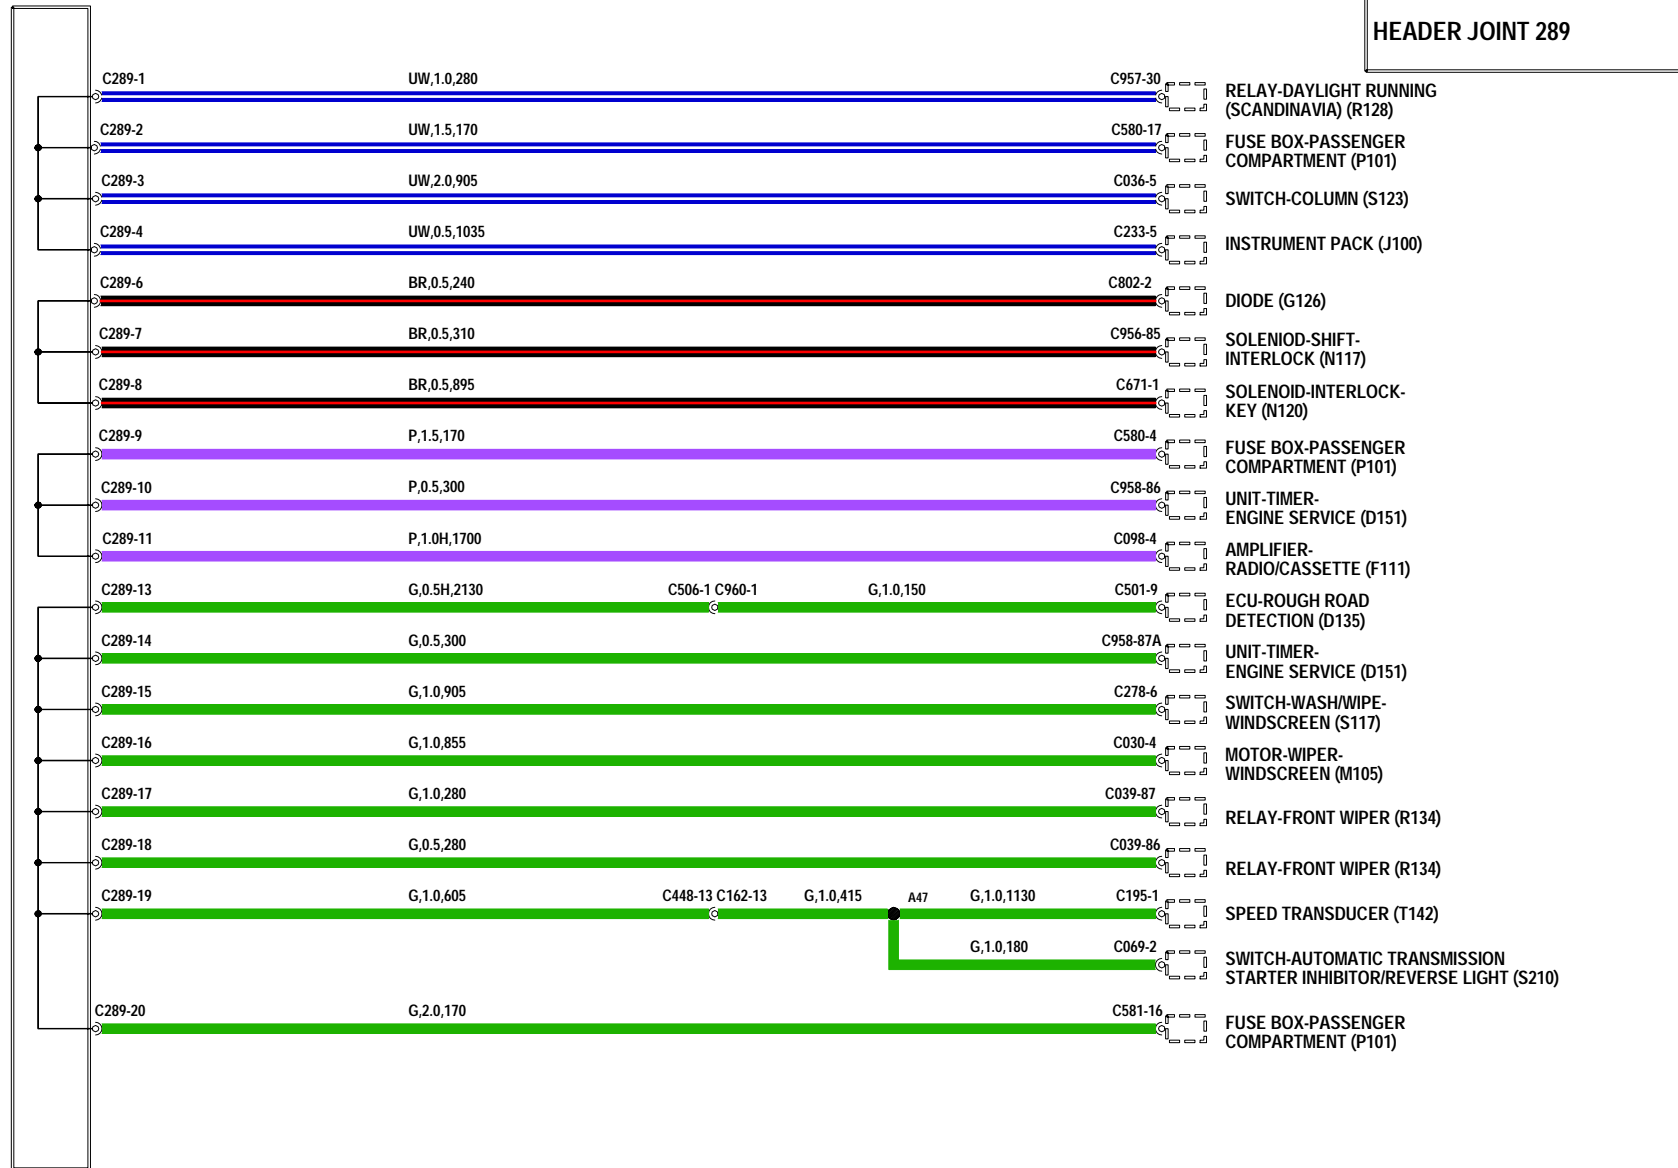 HEADER JOINT 289
C289-1 UW,1.0,280 C957-30
RELAY-DAYLIGHT RUNNING
(SCANDINAVIA) (R128)
C289-2 UW,1.5,170 C580-17
FUSE BOX-PASSENGER
COMPARTMENT (P101)
C289-3 UW,2.0,905 C036-5
SWITCH-COLUMN (S123)
C289-4 UW,0.5,1035 C233-5
INSTRUMENT PACK (J100)
C289-6 BR,0.5,240 C802-2
DIODE (G126)
C289-7 BR,0.5,310 C956-85
SOLENIOD-SHIFT-
INTERLOCK (N117)
C289-8 BR,0.5,895 C671-1
SOLENOID-INTERLOCK-
KEY (N120)
C289-9 P,1.5,170 C580-4
FUSE BOX-PASSENGER
COMPARTMENT (P101)
C289-10 P,0.5,300 C958-86
UNIT-TIMER-
ENGINE SERVICE (D151)
C289-11 P,1.0H,1700 C098-4
AMPLIFIER-
RADIO/CASSETTE (F111)
C289-13 G,0.5H,2130 C506-1 C960-1 G,1.0,150 C501-9
ECU-ROUGH ROAD
DETECTION (D135)
C289-14 G,0.5,300 C958-87A
UNIT-TIMER-
ENGINE SERVICE (D151)
C289-15 G,1.0,905 C278-6
SWITCH-WASH/WIPE-
WINDSCREEN (S117)
C289-16 G,1.0,855 C030-4
MOTOR-WIPER-
WINDSCREEN (M105)
C289-17 G,1.0,280 C039-87
RELAY-FRONT WIPER (R134)
C289-18 G,0.5,280 C039-86
RELAY-FRONT WIPER (R134)
C289-19 G,1.0,605 C448-13 C162-13 G,1.0,415 A47 G,1.0,1130 C195-1
SPEED TRANSDUCER (T142)
G,1.0,180 C069-2
SWITCH-AUTOMATIC TRANSMISSION
STARTER INHIBITOR/REVERSE LIGHT (S210)
C289-20 G,2.0,170 C581-16
FUSE BOX-PASSENGER
COMPARTMENT (P101)